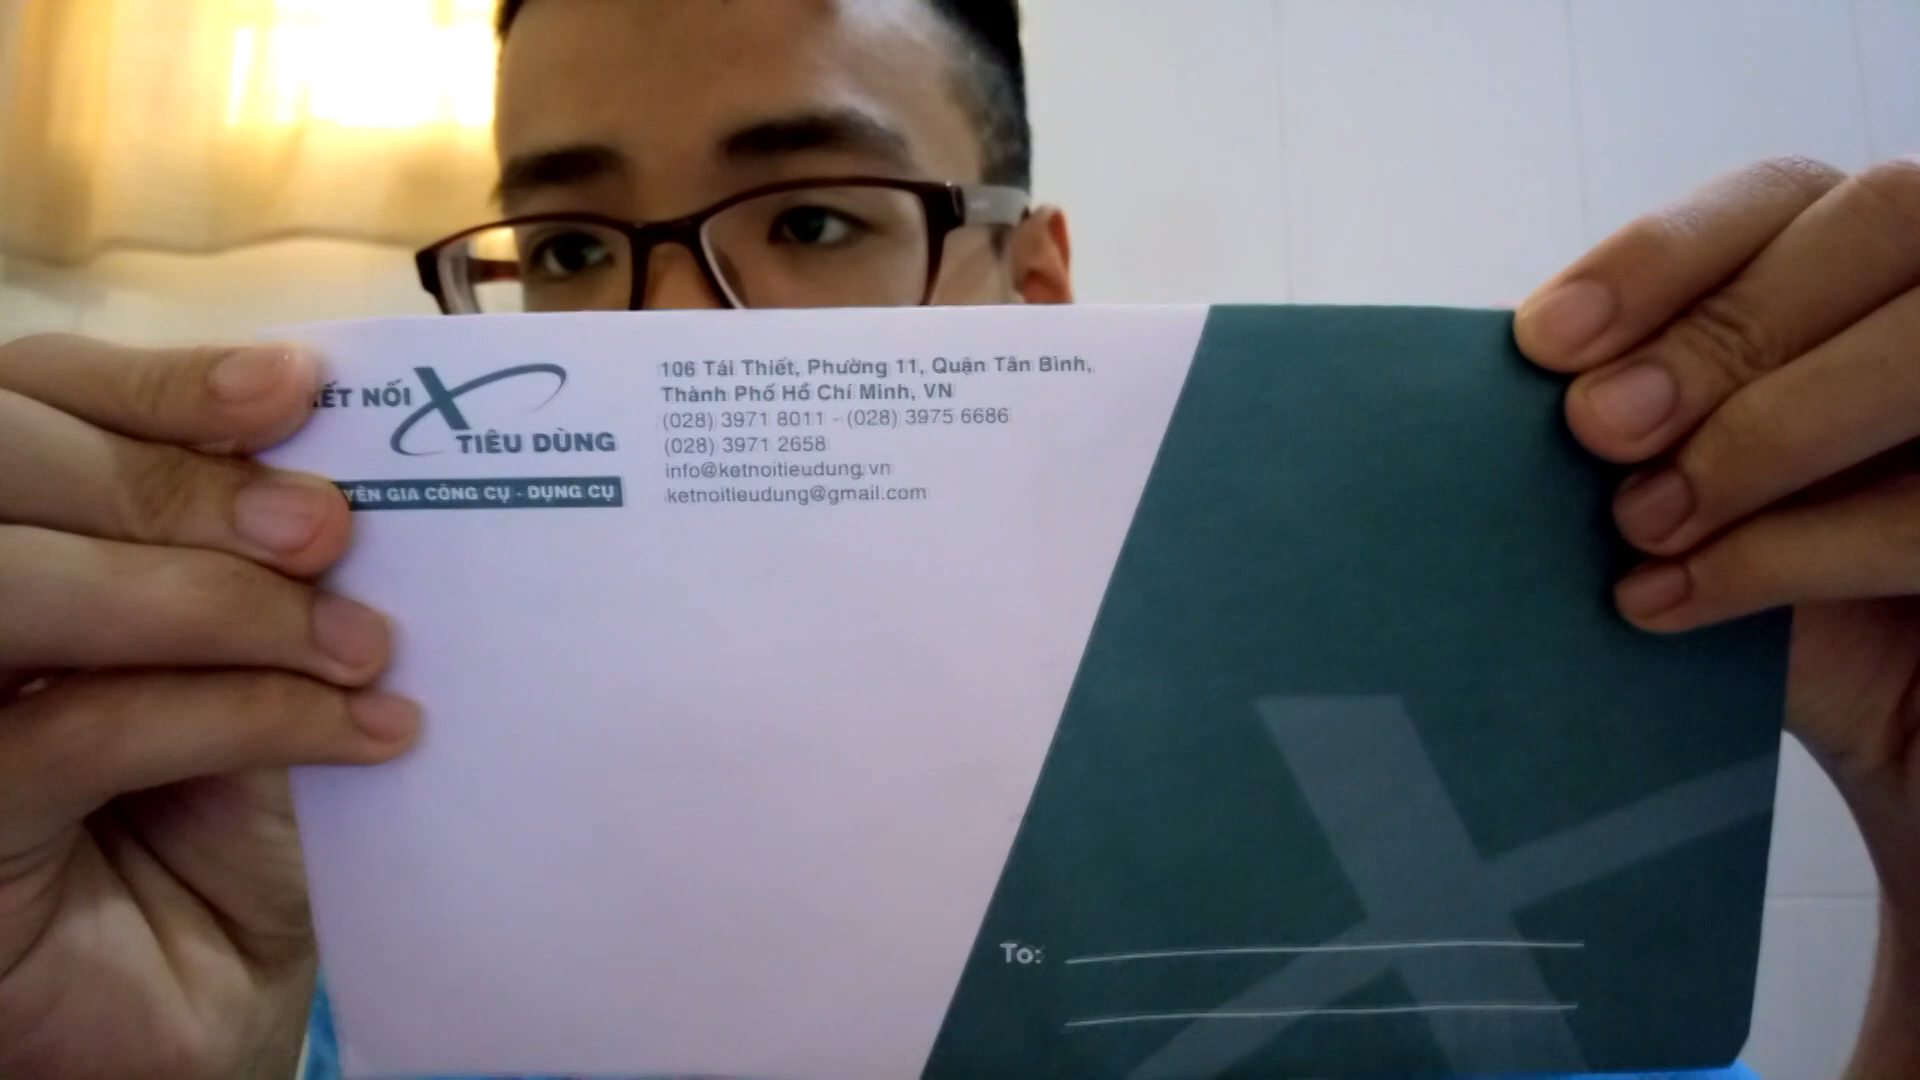 KẾT NỐI
TIÊU DÙNG
GIA CÔNG CỤ - DỤNG CỤ
106 Tái Thiết, Phường 11, Quận Tân Bình,
Thành Phố Hồ Chí Minh, VN
(028) 3971 8011 - (028) 3975 6686
(028) 3971 2658
info@ketnoitieudung.vn
ketnoitieudung@gmail.com
To: